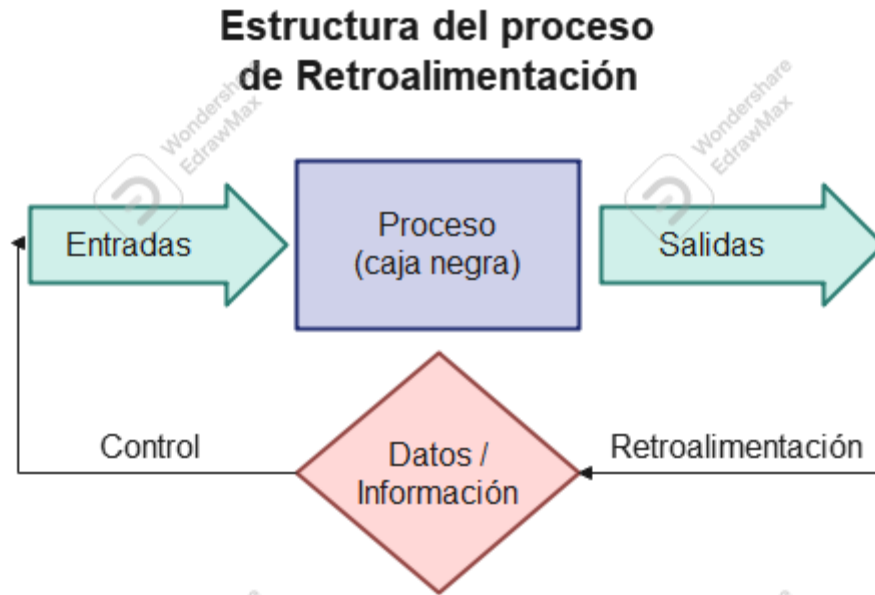 Estructura del proceso
de Retroalimentación
Wondershare
EdrawMax
Wondershare
EdrawMax
Entradas
Proceso
(caja negra)
Salidas
Control
Datos /
Información
Retroalimentación